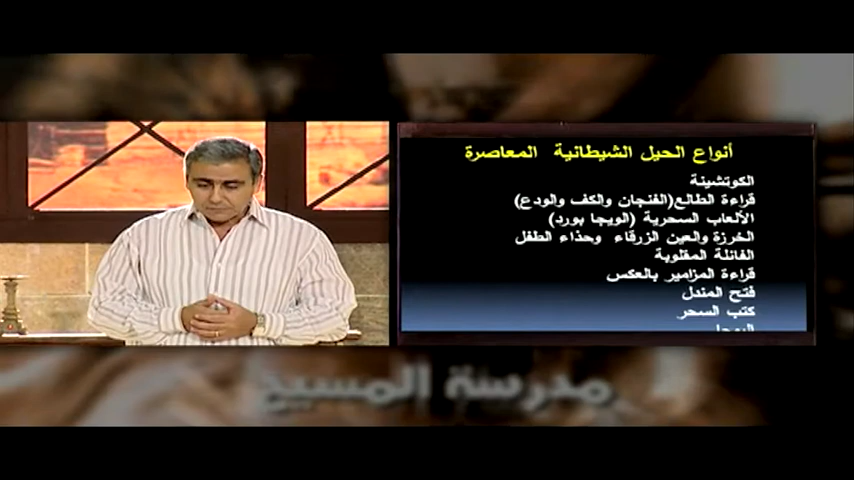 أنواع الحيل الشيطانية المعاصرة
الكوتشينة
قراءة الطالع(الفنجان والكف والودع)
الألعاب السحرية (الويجا بورد)
الخرزة والعين الزرقاء وحذاء الطفل
الفانلة المقلوبة
قراءة المزامير بالعكس
فتح المندل
كتب السحر
مدرسة المسيح